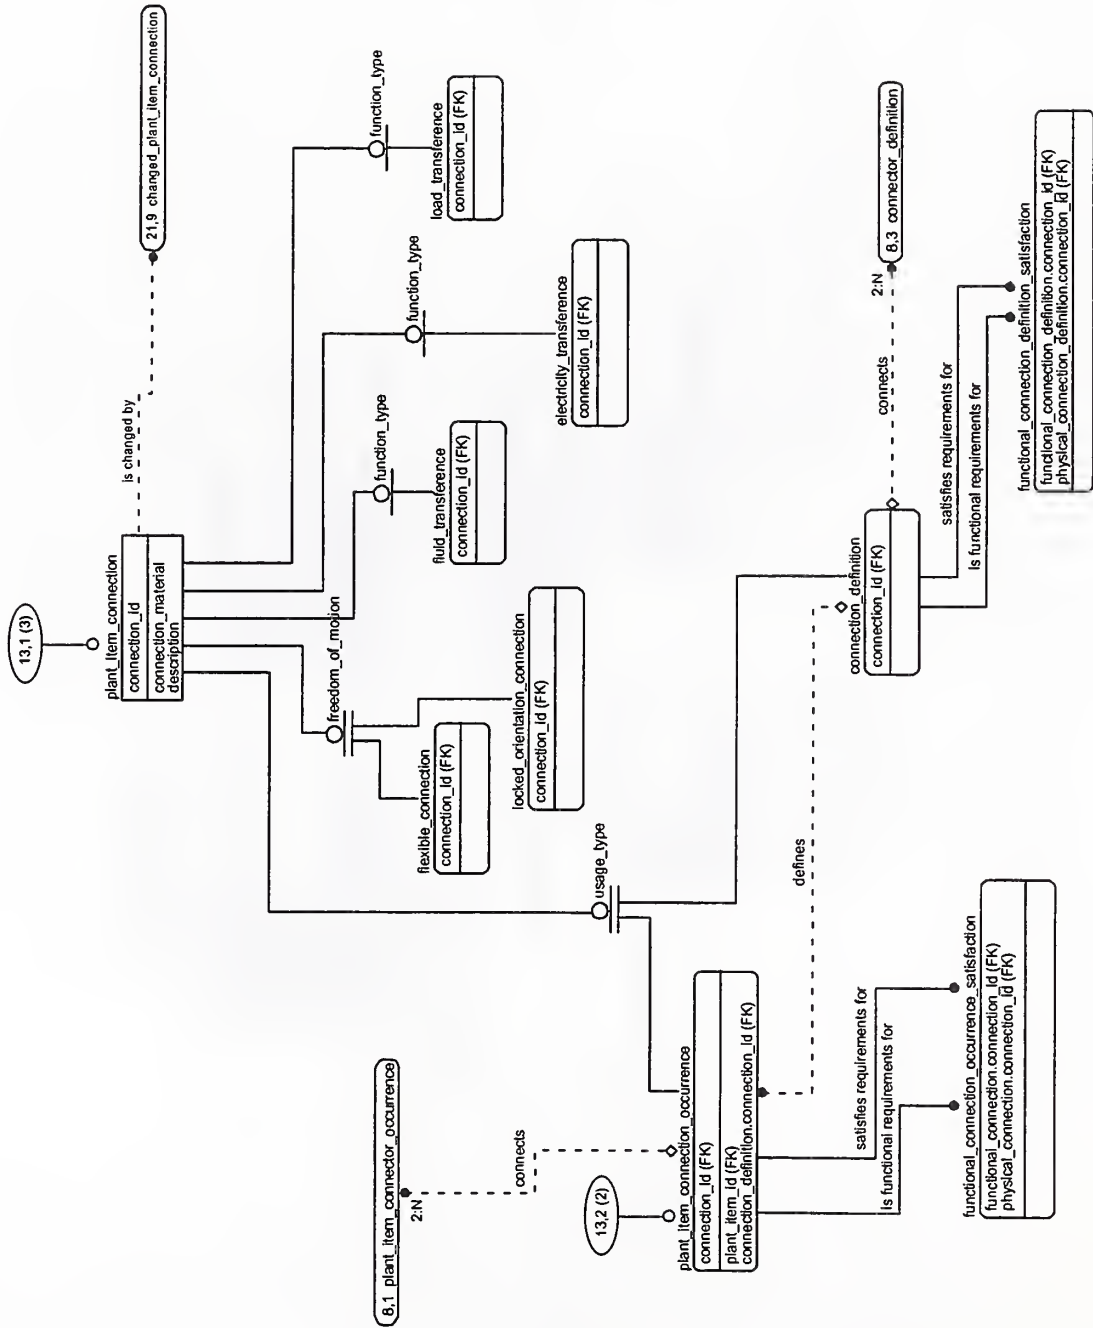 13,1 (3)
plant_item_connection
connection_id
connection_material
description
is changed by
21,9 changed_plant_item_connection
function_type
load_transference
connection_id (FK)
function_type
electricity_transference
connection_id (FK)
function_type
fluid_transference
connection_id (FK)
freedom_of_motion
flexible_connection
connection_id (FK)
locked_orientation_connection
connection_id (FK)
usage_type
8,1 plant_item_connector_occurrence
2:N
connects
13,2 (2)
plant_item_connection_occurrence
connection_id (FK)
plant_item_id (FK)
connection_definition.connection_id (FK)
defines
satisfies requirements for
is functional requirements for
functional_connection_occurrence_satisfaction
functional_connection.connection_id (FK)
physical_connection.connection_id (FK)
connection_definition
connection_id (FK)
connects
2:N
8,3 connector_definition
satisfies requirements for
is functional requirements for
functional_connection_definition_satisfaction
functional_connection_definition.connection_id (FK)
physical_connection_definition.connection_id (FK)